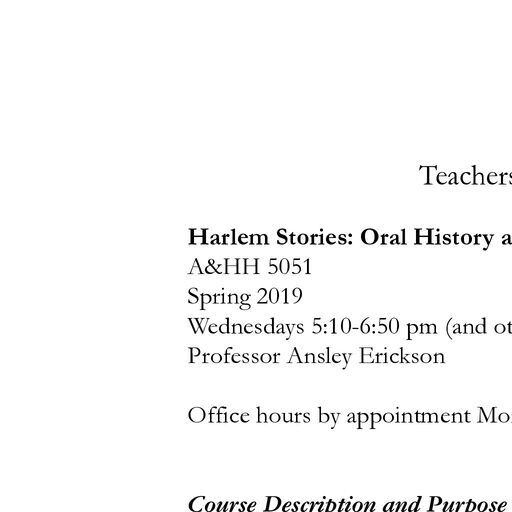 Teachers
Harlem Stories: Oral History a
A&HH 5051
Spring 2019
Wednesdays 5:10-6:50 pm (and ot
Professor Ansley Erickson
Office hours by appointment Mo
Course Description and Purpose